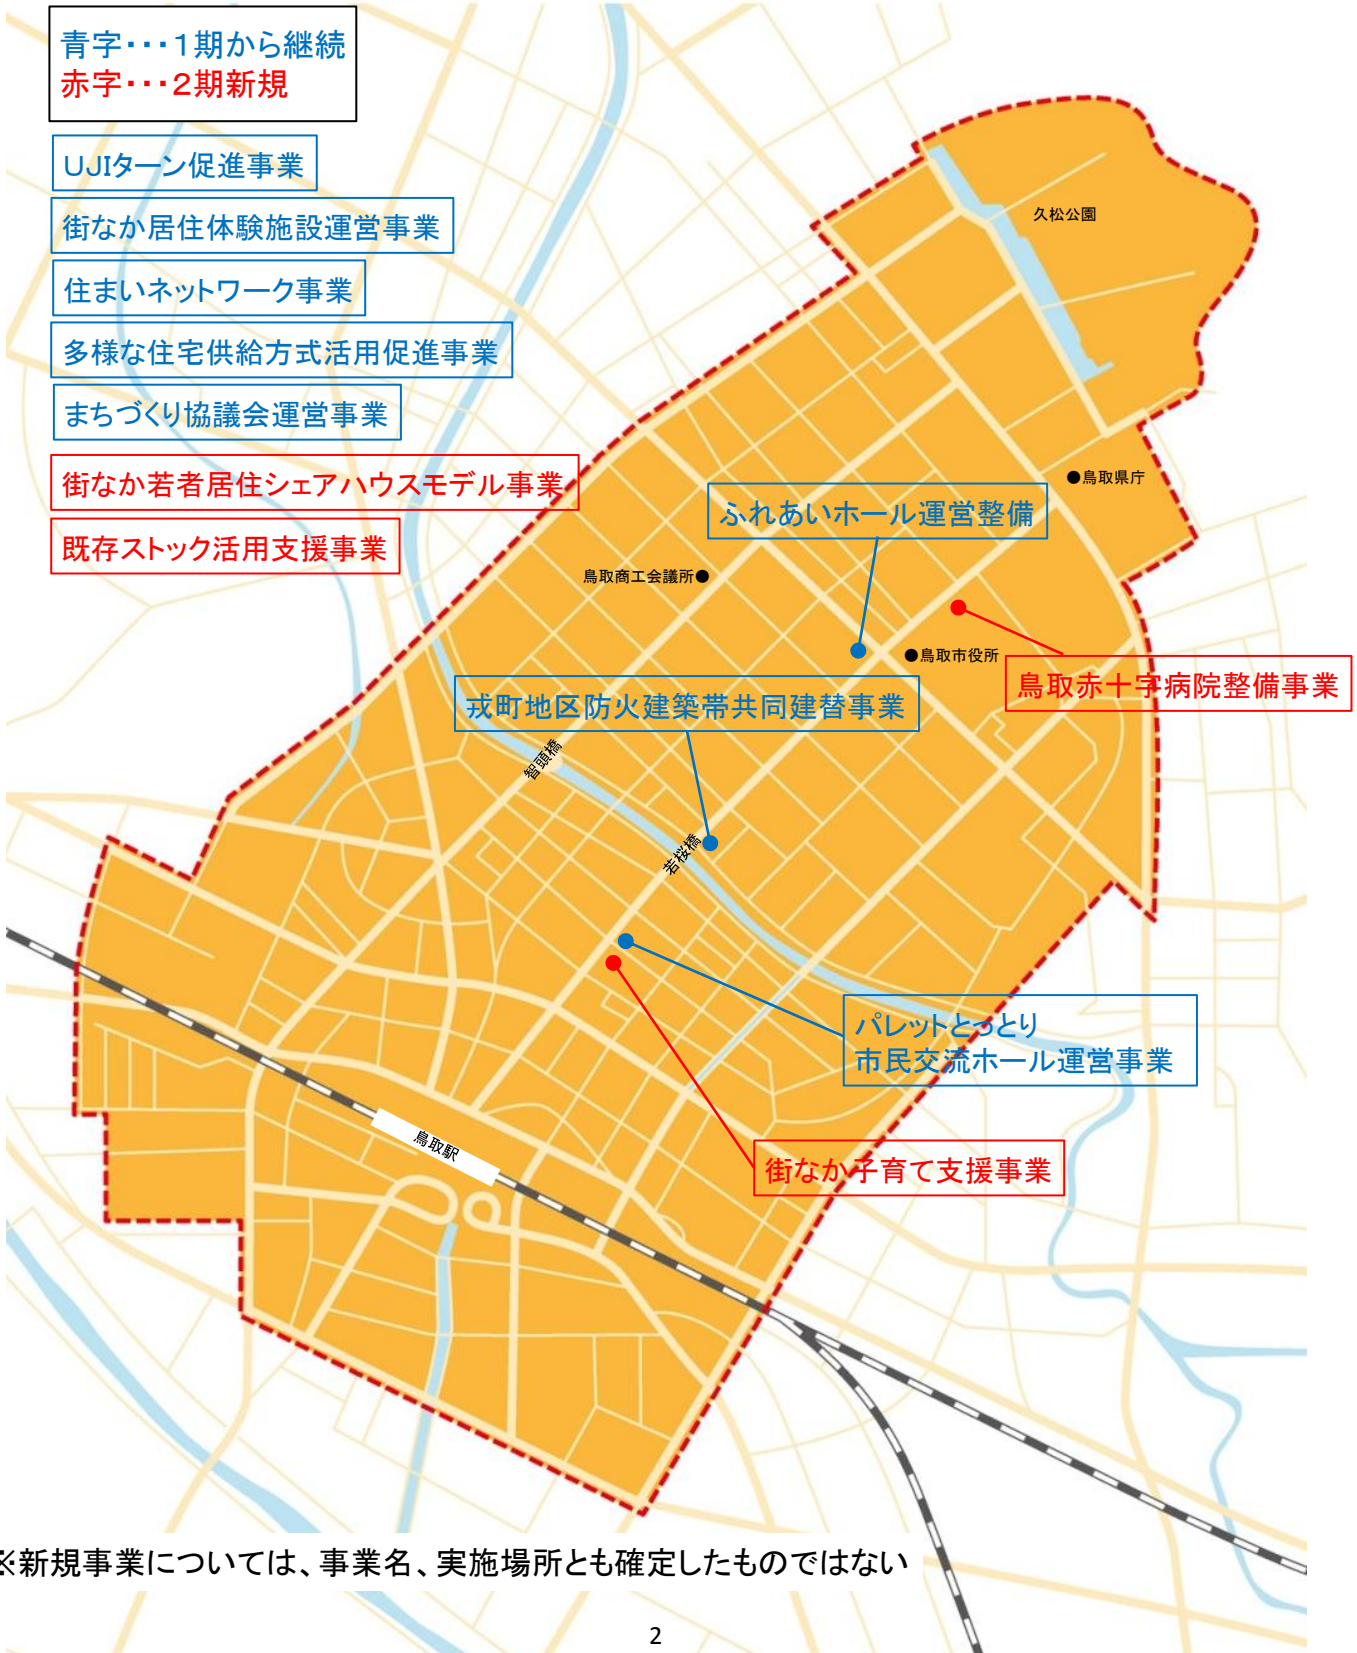 青字･･･１期から継続
赤字･･･２期新規
UJIターン促進事業
街なか居住体験施設運営事業
住まいネットワーク事業
多様な住宅供給方式活用促進事業
まちづくり協議会運営事業
街なか若者居住シェアハウスモデル事業
既存ストック活用支援事業
久松公園
●鳥取県庁
ふれあいホール運営整備
鳥取商工会議所●
●鳥取市役所
鳥取赤十字病院整備事業
戎町地区防火建築帯共同建替事業
智頭橋
若桜橋
パレットとっとり
市民交流ホール運営事業
鳥取駅
街なか子育て支援事業
※新規事業については、事業名、実施場所とも確定したものではない
2